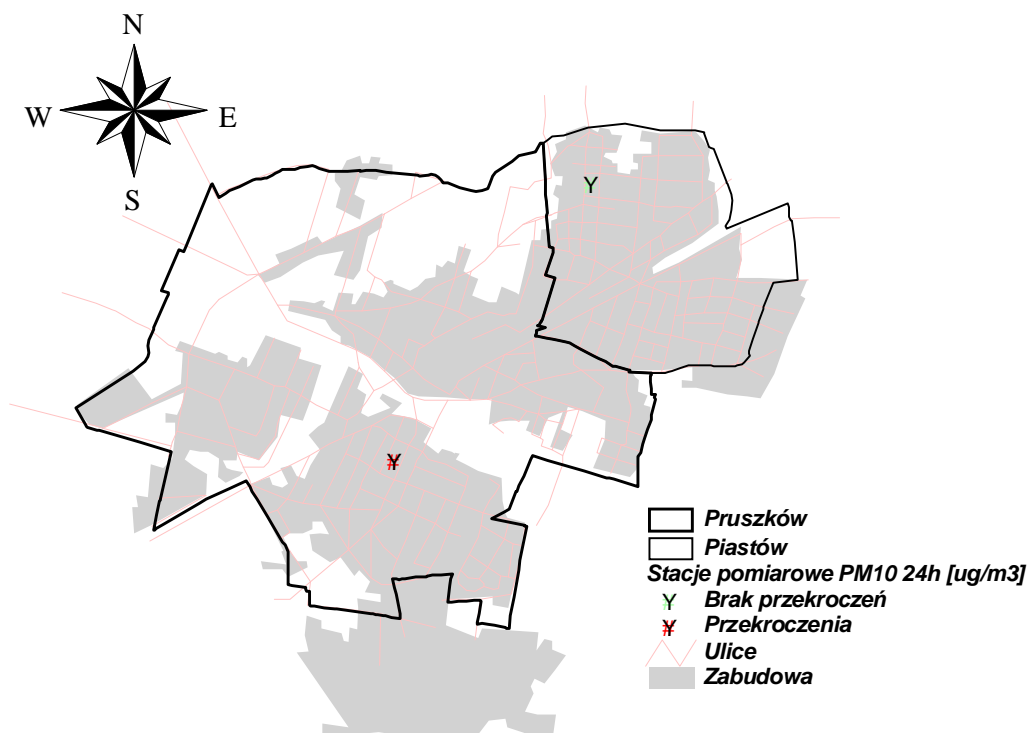 N
W E
S
Y
Y
Pruszków
Piastów
Stacje pomiarowe PM10 24h [ug/m3]
Y Brak przekroczeń
Y Przekroczenia
Ulice
Zabudowa